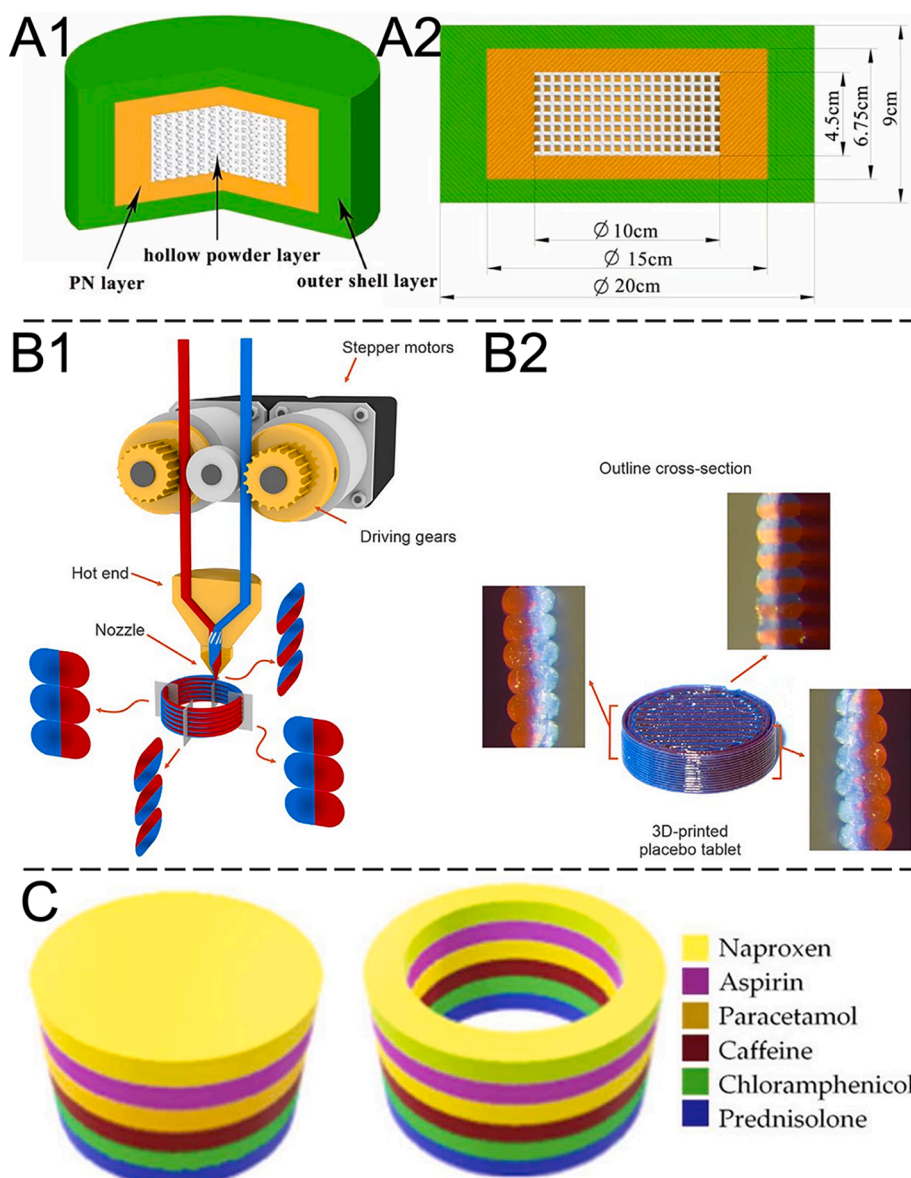 A1
hollow powder layer
PN layer
outer shell layer
A2
4.5cm
6.75cm
9cm
∅ 10cm
∅ 15cm
∅ 20cm
B1
Stepper motors
Driving gears
Hot end
Nozzle
B2
Outline cross-section
3D-printed
placebo tablet
C
Naproxen
Aspirin
Paracetamol
Caffeine
Chloramphenicol
Prednisolone